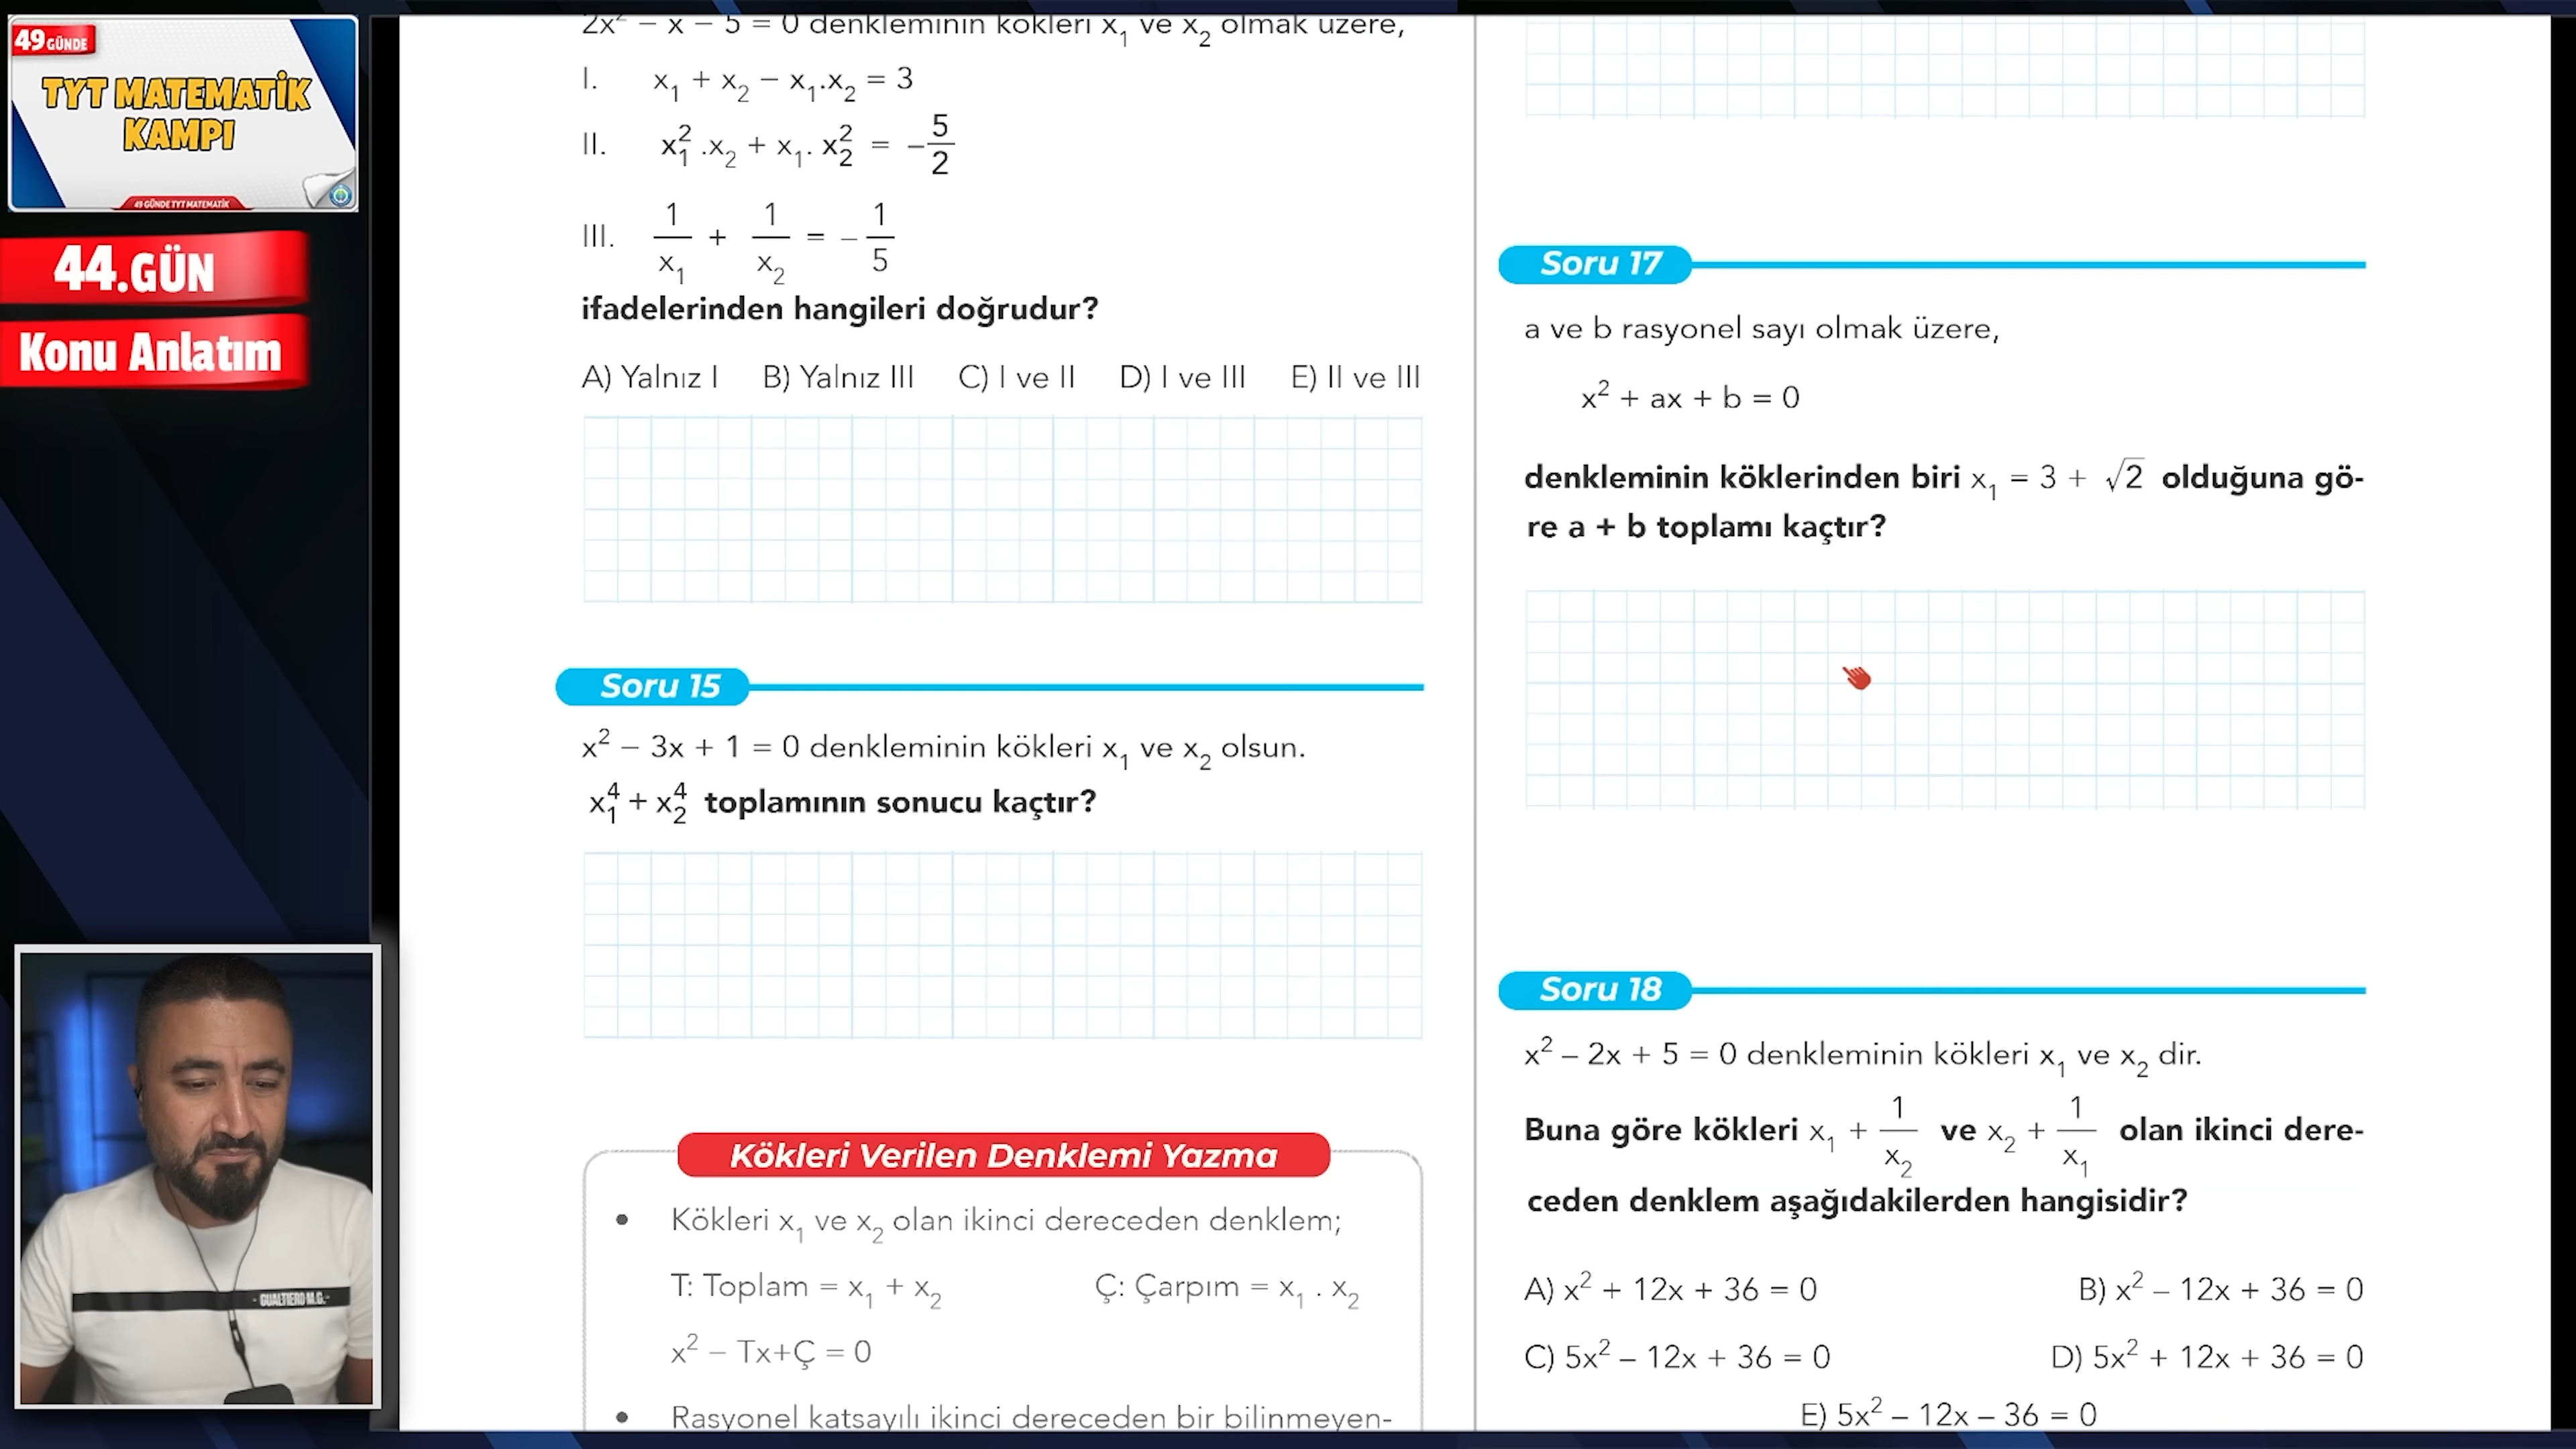 49 GÜNDE
TYT MATEMATİK
KAMPI
49 GÜNDE TYT MATEMATİK
44.GÜN
Konu Anlatım
2x² – x – 5 = 0 denkleminin kökleri x₁ ve x₂ olmak üzere,
I. x₁ + x₂ – x₁.x₂ = 3
II. x₁² .x₂ + x₁. x₂² = –5/2
III. 1/x₁ + 1/x₂ = –1/5
ifadelerinden hangileri doğrudur?
A) Yalnız I B) Yalnız III C) I ve II D) I ve III E) II ve III
Soru 15
x² – 3x + 1 = 0 denkleminin kökleri x₁ ve x₂ olsun.
x₁⁴ + x₂⁴ toplamının sonucu kaçtır?
Kökleri Verilen Denklemi Yazma
• Kökleri x₁ ve x₂ olan ikinci dereceden denklem;
T: Toplam = x₁ + x₂ Ç: Çarpım = x₁ . x₂
x² – Tx+Ç = 0
• Rasyonel katsayılı ikinci dereceden bir bilinmeyen-
Soru 17
a ve b rasyonel sayı olmak üzere,
x² + ax + b = 0
denkleminin köklerinden biri x₁ = 3 + √2 olduğuna gö-
re a + b toplamı kaçtır?
Soru 18
x² – 2x + 5 = 0 denkleminin kökleri x₁ ve x₂ dir.
Buna göre kökleri x₁ + 1/x₂ ve x₂ + 1/x₁ olan ikinci dere-
ceden denklem aşağıdakilerden hangisidir?
A) x² + 12x + 36 = 0 B) x² – 12x + 36 = 0
C) 5x² – 12x + 36 = 0 D) 5x² + 12x + 36 = 0
E) 5x² – 12x – 36 = 0
- GUALTIERO M.G. -